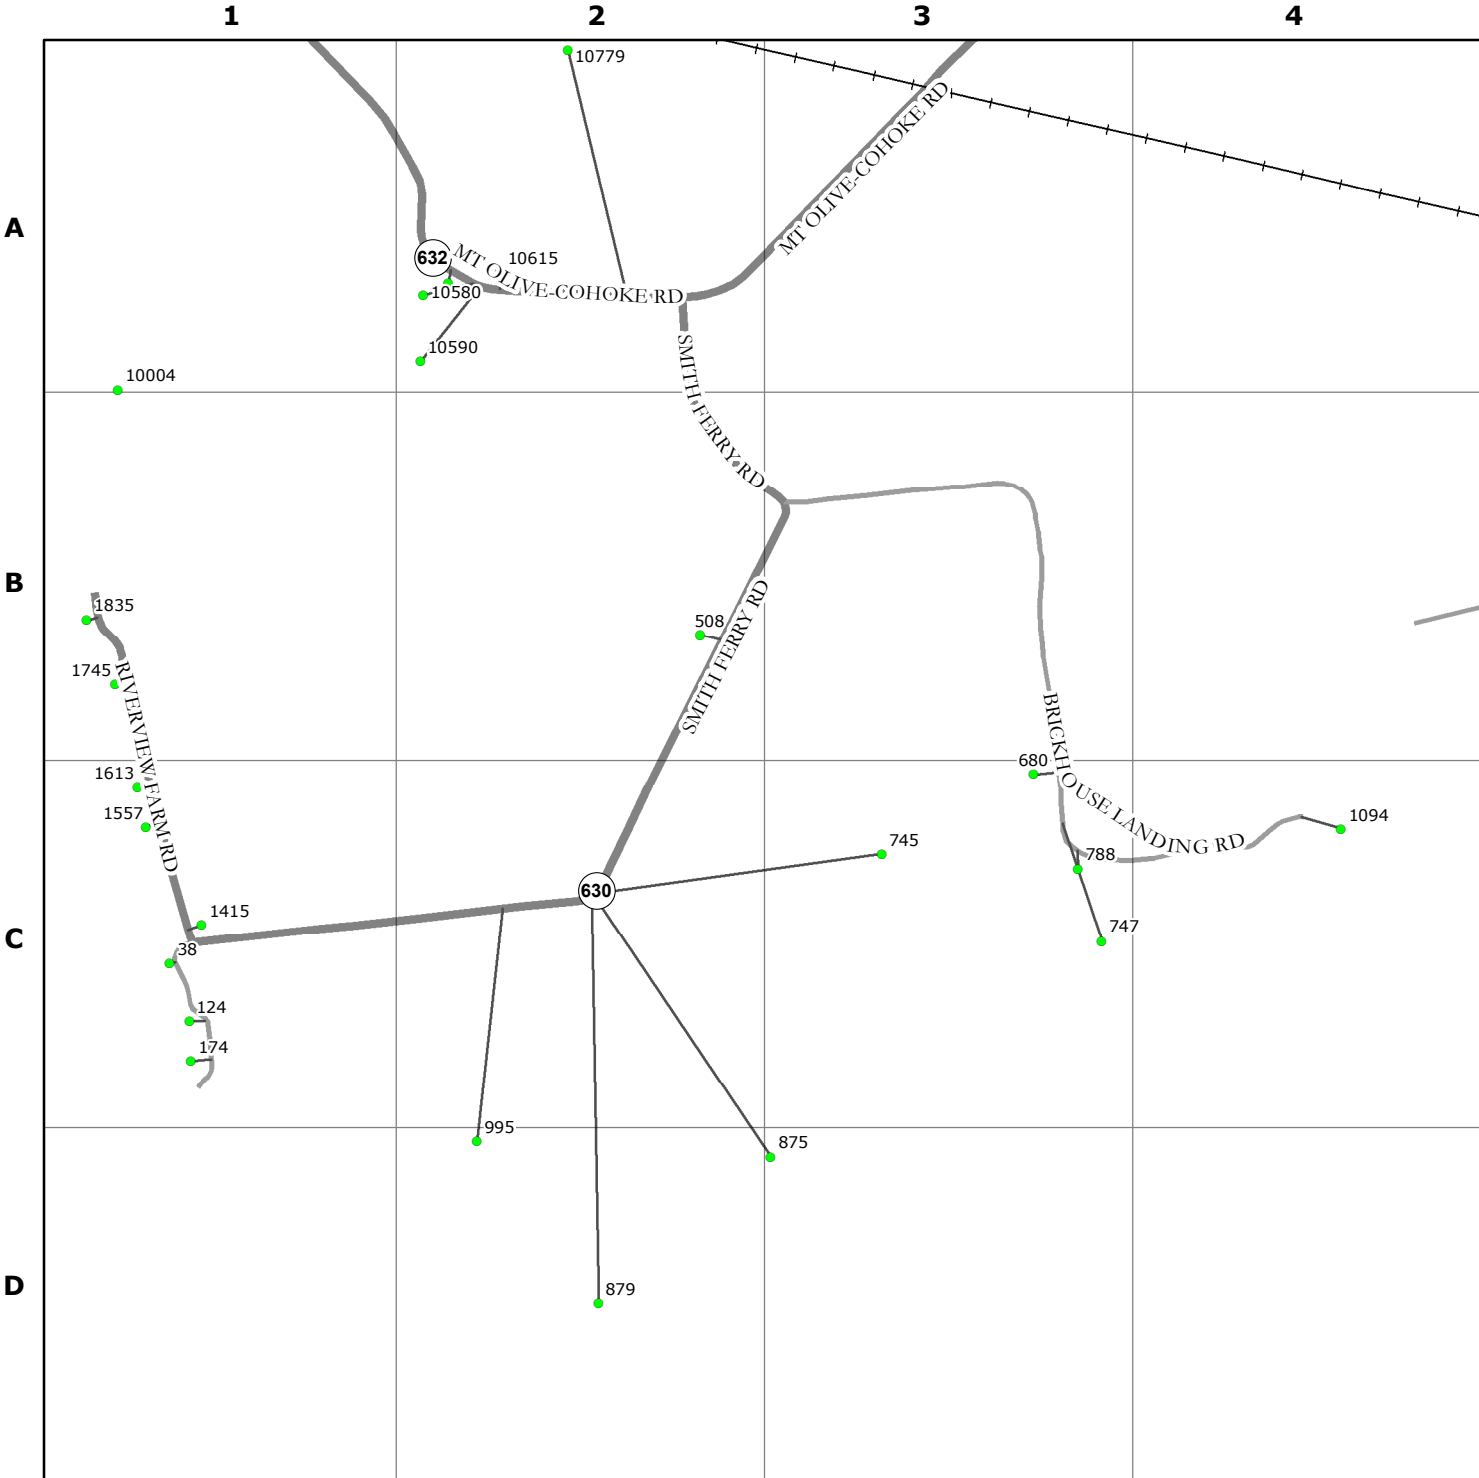 1
2
3
4
10779
MT OLIVE-COHOKE RD
A
632
MT OLIVE-COHOKE RD
10615
10580
10590
SMITH FERRY RD
10004
B
1835
508
SMITH FERRY RD
1745
RIVERVIEW FARM RD
BRICKHOUSE LANDING RD
680
1613
1557
1094
745
788
630
1415
747
C
38
124
174
995
875
879
D